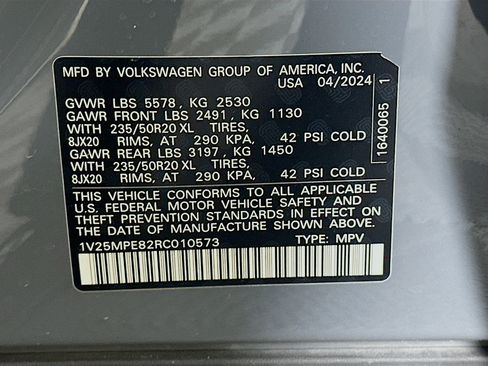 MFD BY VOLKSWAGEN GROUP OF AMERICA, INC.
USA 04/2024
GVWR LBS 5578, KG 2530
GAWR FRONT LBS 2491, KG 1130
WITH 235/50R20 XL TIRES,
8JX20 RIMS, AT 290 KPA, 42 PSI COLD
GAWR REAR LBS 3197, KG 1450
WITH 235/50R20 XL TIRES,
8JX20 RIMS, AT 290 KPA, 42 PSI COLD
THIS VEHICLE CONFORMS TO ALL APPLICABLE
U.S. FEDERAL MOTOR VEHICLE SAFETY AND
THEFT PREVENTION STANDARDS IN EFFECT ON
THE DATE OF MANUFACTURE SHOWN ABOVE.
1V25MPE82RC010573 TYPE: MPV
1640065 1